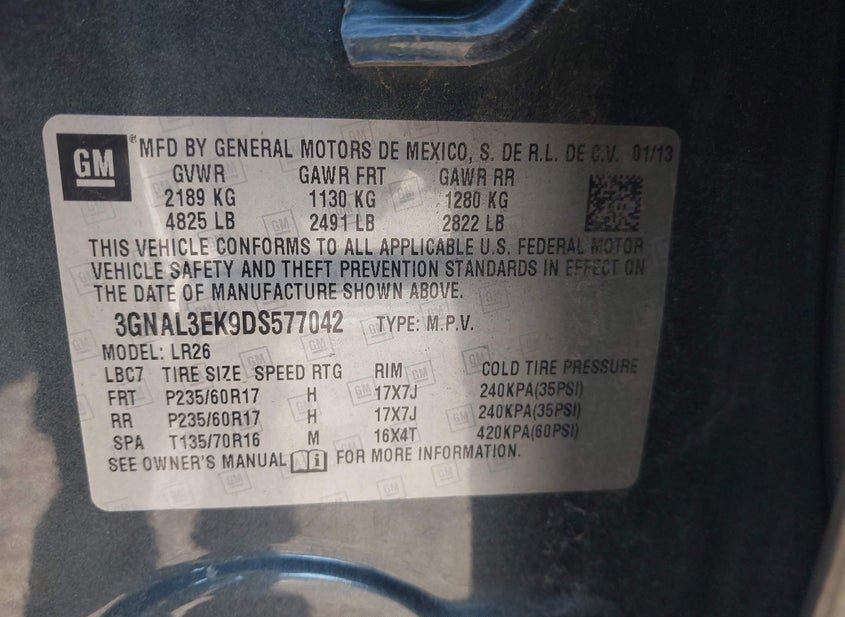 GM ® MFD BY GENERAL MOTORS DE MEXICO, S. DE R.L. DE C.V. 01/13
GVWR GAWR FRT GAWR RR
2189 KG 1130 KG 1280 KG
4825 LB 2491 LB 2822 LB
THIS VEHICLE CONFORMS TO ALL APPLICABLE U.S. FEDERAL MOTOR
VEHICLE SAFETY AND THEFT PREVENTION STANDARDS IN EFFECT ON
THE DATE OF MANUFACTURE SHOWN ABOVE.
3GNAL3EK9DS577042 TYPE: M.P.V.
MODEL: LR26
LBC7 TIRE SIZE SPEED RTG RIM COLD TIRE PRESSURE
FRT P235/60R17 H 17X7J 240KPA(35PSI)
RR P235/60R17 H 17X7J 240KPA(35PSI)
SPA T135/70R16 M 16X4T 420KPA(60PSI)
SEE OWNER'S MANUAL FOR MORE INFORMATION.